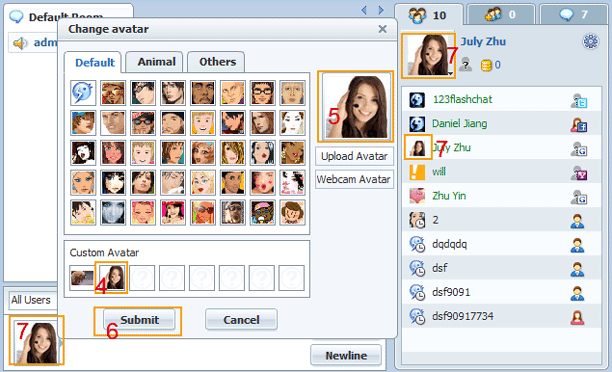 Default Room
adm
Change avatar
Default
Animal
Others
5
Upload Avatar
Webcam Avatar
Custom Avatar
4
6
Submit
Cancel
All Users
7
Newline
10
0
7
July Zhu
7
0
123flashchat
Daniel Jiang
July Zhu
7
will
Zhu Yin
2
dqdqdq
dsf
dsf9091
dsf90917734